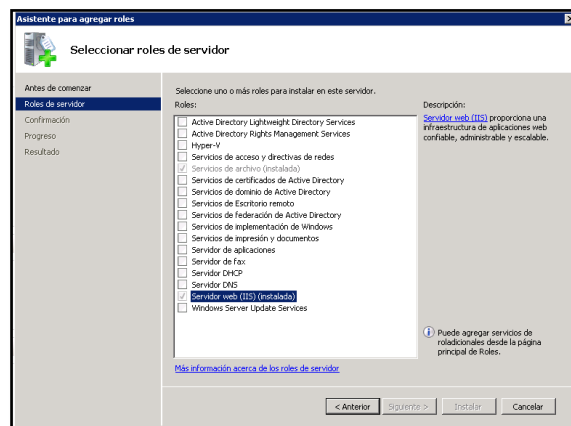 Asistente para agregar roles
Seleccionar roles de servidor
Antes de comenzar
Roles de servidor
Confirmación
Progreso
Resultado
Seleccione uno o más roles para instalar en este servidor.
Roles:
Active Directory Lightweight Directory Services
Active Directory Rights Management Services
Hyper-V
Servicios de acceso y directivas de redes
Servicios de archivo (instalada)
Servicios de certificados de Active Directory
Servicios de dominio de Active Directory
Servicios de Escritorio remoto
Servicios de federación de Active Directory
Servicios de implementación de Windows
Servicios de impresión y documentos
Servidor de aplicaciones
Servidor de fax
Servidor DHCP
Servidor DNS
Servidor web (IIS) (instalada)
Windows Server Update Services
Más información acerca de los roles de servidor
Descripción:
Servidor web (IIS) proporciona una
infraestructura de aplicaciones web
confiable, administrable y escalable.
Puede agregar servicios de
roladicionales desde la página
principal de Roles.
< Anterior
Siguiente >
Instalar
Cancelar